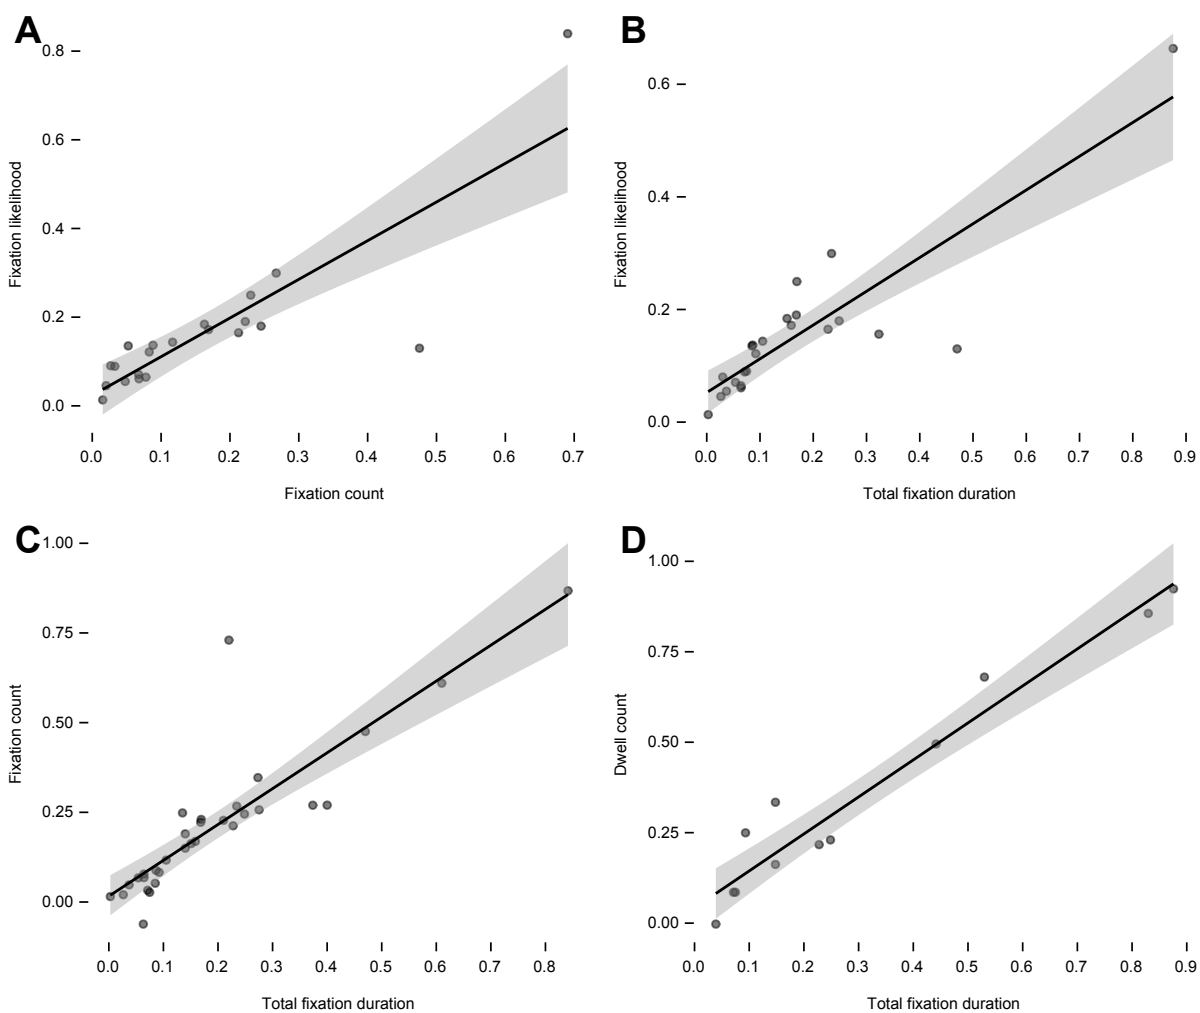 A
0.8
0.6
0.4
0.2
0.0
Fixation likelihood
0.0 0.1 0.2 0.3 0.4 0.5 0.6 0.7
Fixation count
B
0.6
0.4
0.2
0.0
Fixation likelihood
0.0 0.1 0.2 0.3 0.4 0.5 0.6 0.7 0.8 0.9
Total fixation duration
C
1.00
0.75
0.50
0.25
0.00
Fixation count
0.0 0.1 0.2 0.3 0.4 0.5 0.6 0.7 0.8
Total fixation duration
D
1.00
0.75
0.50
0.25
0.00
Dwell count
0.0 0.1 0.2 0.3 0.4 0.5 0.6 0.7 0.8 0.9
Total fixation duration